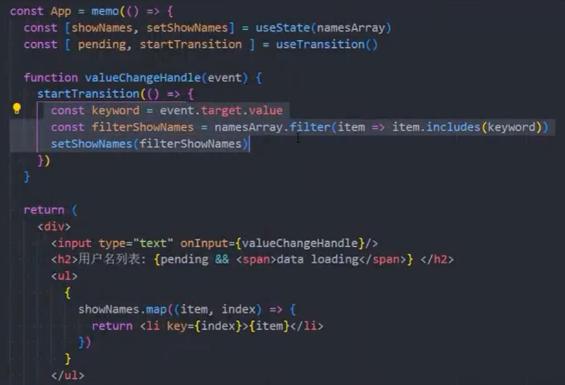 const App = memo(() => {
  const [showNames, setShowNames] = useState(namesArray)
  const [ pending, startTransition ] = useTransition()
  function valueChangeHandle(event) {
    startTransition(() => {
      const keyword = event.target.value
      const filterShowNames = namesArray.filter(item => item.includes(keyword))
      setShowNames(filterShowNames)
    })
  }
  return (
    <div>
      <input type="text" onInput={valueChangeHandle}/>
      <h2>用户名列表: {pending && <span>data loading</span>} </h2>
      <ul>
        {
          showNames.map((item, index) => {
            return <li key={index}>{item}</li>
          })
        }
      </ul>